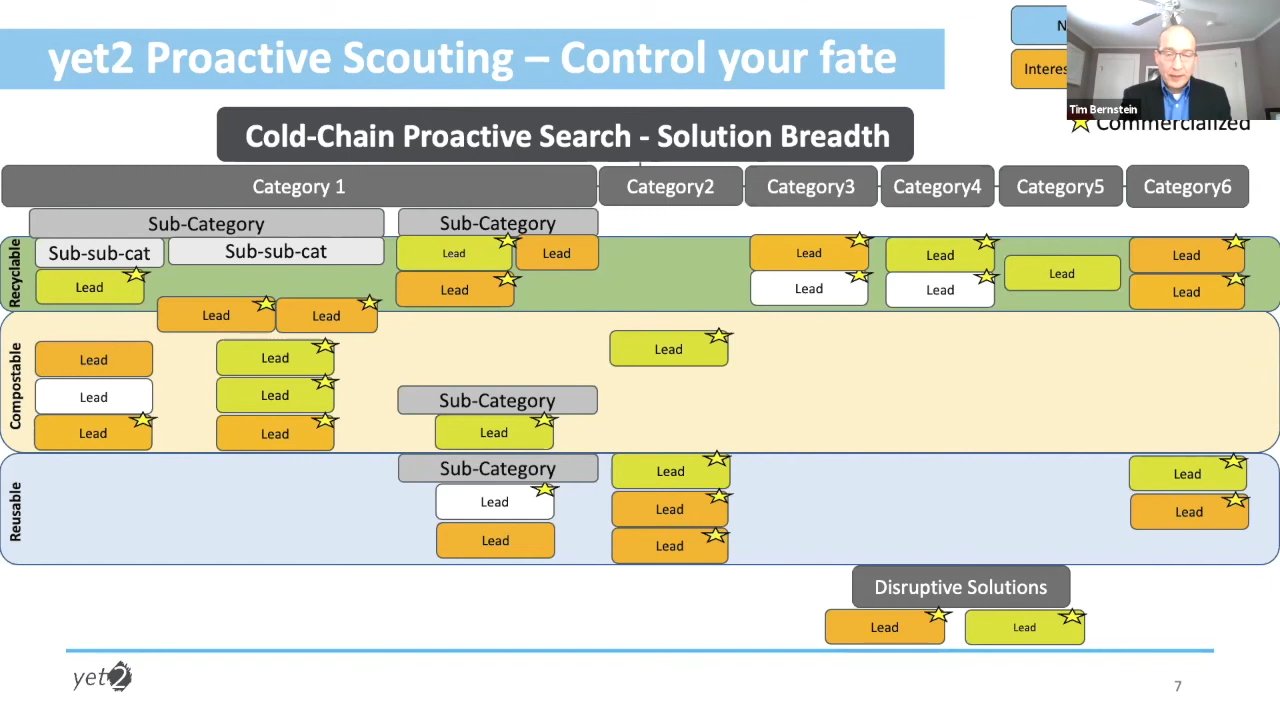 yet2 Proactive Scouting – Control your fate
N
Interes
Tim Bernstein
Commercialized
Cold-Chain Proactive Search - Solution Breadth
Category 1
Category2
Category3
Category4
Category5
Category6
Sub-Category
Sub-Category
Recyclable
Sub-sub-cat
Sub-sub-cat
Lead
Lead
Lead
Lead
Lead
Lead
Lead
Lead
Lead
Lead
Lead
Lead
Lead
Lead
Compostable
Lead
Lead
Lead
Lead
Lead
Lead
Sub-Category
Lead
Lead
Reusable
Sub-Category
Lead
Lead
Lead
Lead
Lead
Lead
Lead
Disruptive Solutions
Lead
Lead
yet2
7